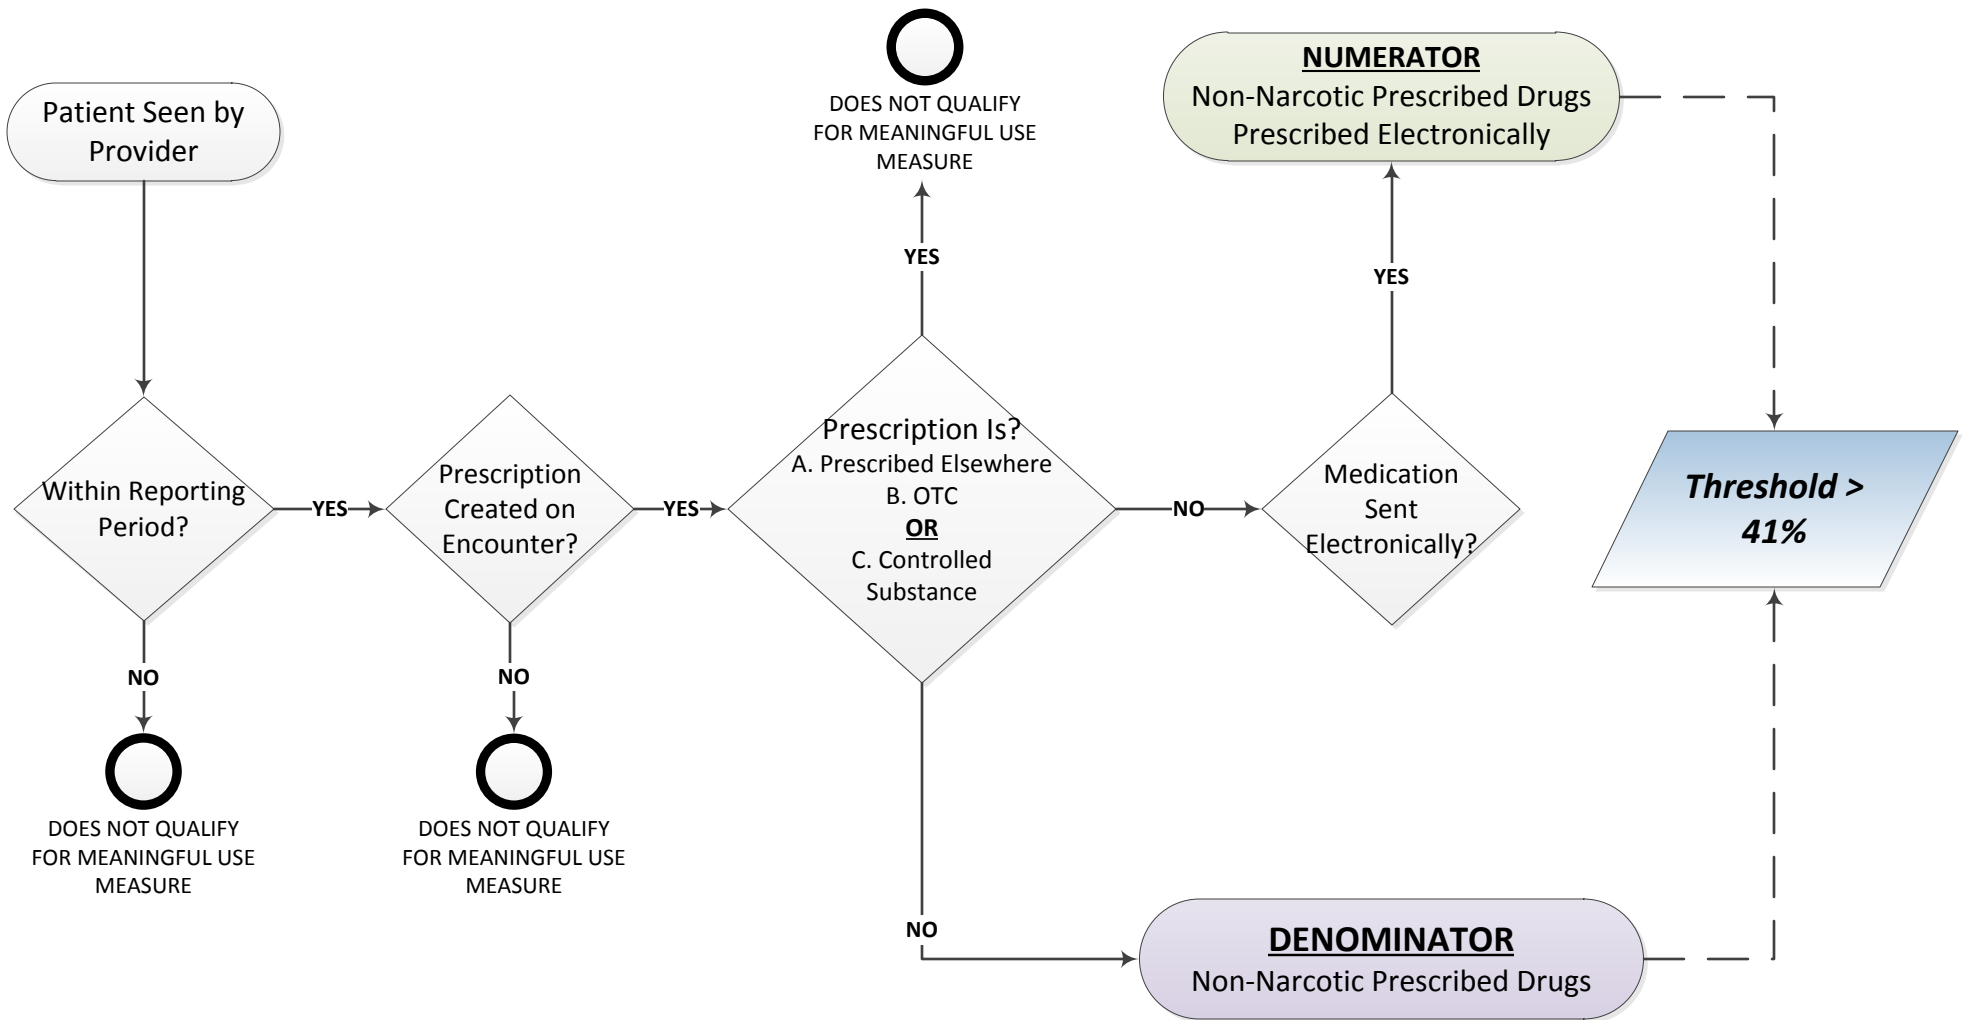 Patient Seen by
Provider
Within Reporting
Period?
YES
NO
DOES NOT QUALIFY
FOR MEANINGFUL USE
MEASURE
Prescription
Created on
Encounter?
YES
NO
DOES NOT QUALIFY
FOR MEANINGFUL USE
MEASURE
Prescription Is?
A. Prescribed Elsewhere
B. OTC
OR
C. Controlled
Substance
YES
DOES NOT QUALIFY
FOR MEANINGFUL USE
MEASURE
NO
Medication
Sent
Electronically?
YES
NUMERATOR
Non-Narcotic Prescribed Drugs
Prescribed Electronically
NO
DENOMINATOR
Non-Narcotic Prescribed Drugs
Threshold >
41%